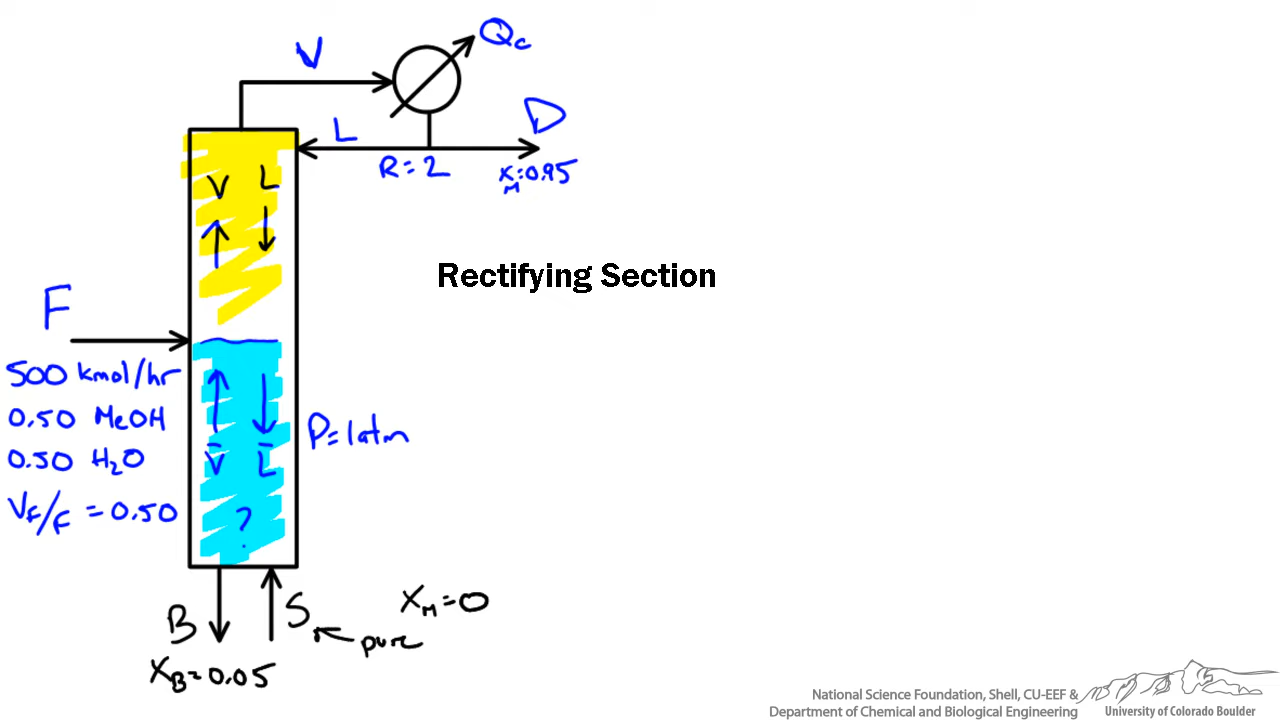 V
Qc
L
D
R=2
xM=0.95
V L
Rectifying Section
F
500 kmol/hr
0.50 MeOH
0.50 H2O
VF/F = 0.50
P=1atm
V̄ L̄
?
B
S
XM=0
pure
XB=0.05
National Science Foundation, Shell, CU-EEF &
Department of Chemical and Biological Engineering
University of Colorado Boulder